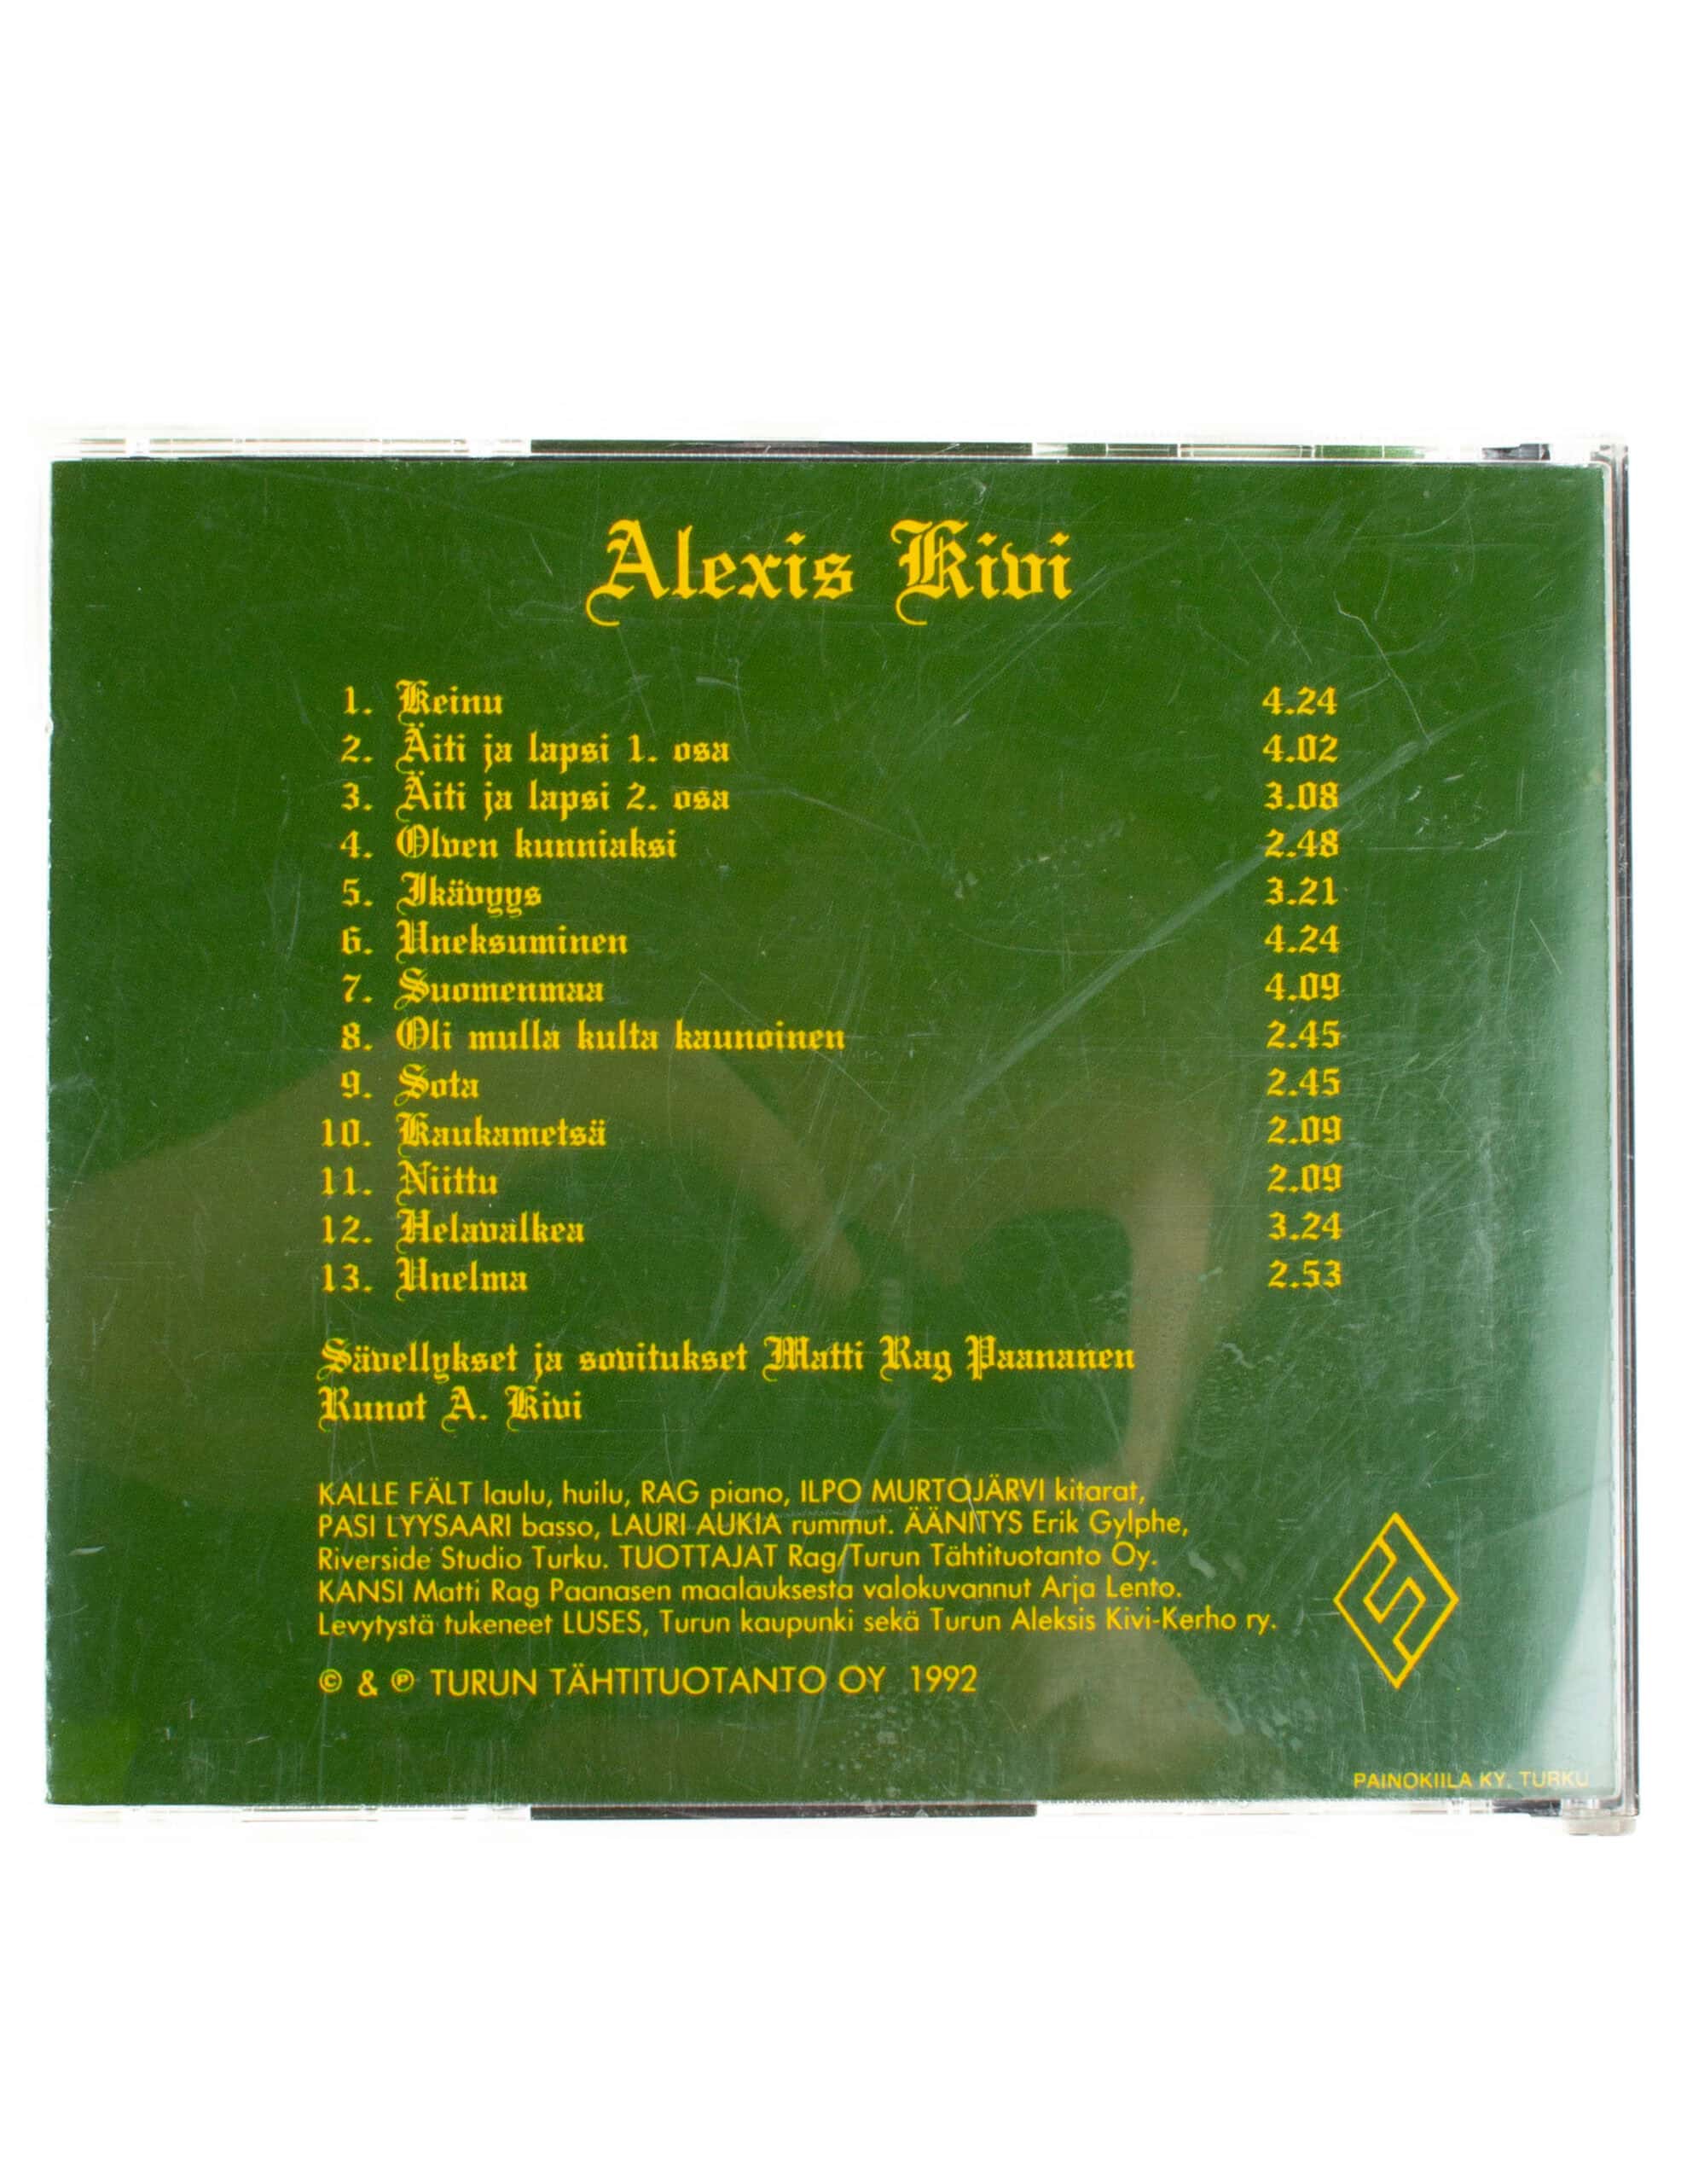 Alexis Kivi
1. Keinu 4.24
2. Äiti ja lapsi 1. osa 4.02
3. Äiti ja lapsi 2. osa 3.08
4. Olven kunniaksi 2.48
5. Ikävyys 3.21
6. Uneksuminen 4.24
7. Suomenmaa 4.09
8. Oli mulla kulta kaunoinen 2.45
9. Sota 2.45
10. Kaukametsä 2.09
11. Niittu 2.09
12. Helavalkea 3.24
13. Unelma 2.53
Sävellykset ja sovitukset Matti Rag Paananen
Runot A. Kivi
KALLE FÄLT laulu, huilu, RAG piano, ILPO MURTOJÄRVI kitarat,
PASI LYYSAARI basso, LAURI AUKIA rummut. ÄÄNITYS Erik Gylphe,
Riverside Studio Turku. TUOTTAJAT Rag/Turun Tähtituotanto Oy.
KANSI Matti Rag Paanasen maalauksesta valokuvannut Arja Lento.
Levytystä tukeneet LUSES, Turun kaupunki sekä Turun Aleksis Kivi-Kerho ry.
© & ℗ TURUN TÄHTITUOTANTO OY 1992
PAINOKIILA KY, TURKU